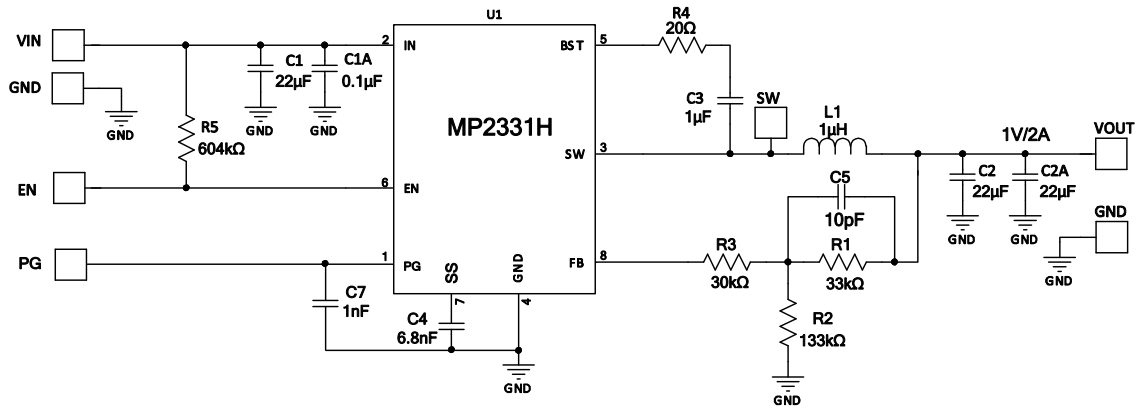 U1
VIN
2
IN
C1
22µF
C1A
0.1µF
GND
GND
GND
GND
R5
604kΩ
EN
6
EN
PG
1
PG
C7
1nF
SS
7
C4
6.8nF
GND
4
GND
MP2331H
BST
5
R4
20Ω
C3
1µF
SW
SW
3
L1
1µH
1V/2A
VOUT
C2
22µF
C2A
22µF
GND
GND
GND
GND
C5
10pF
FB
8
R3
30kΩ
R1
33kΩ
R2
133kΩ
GND